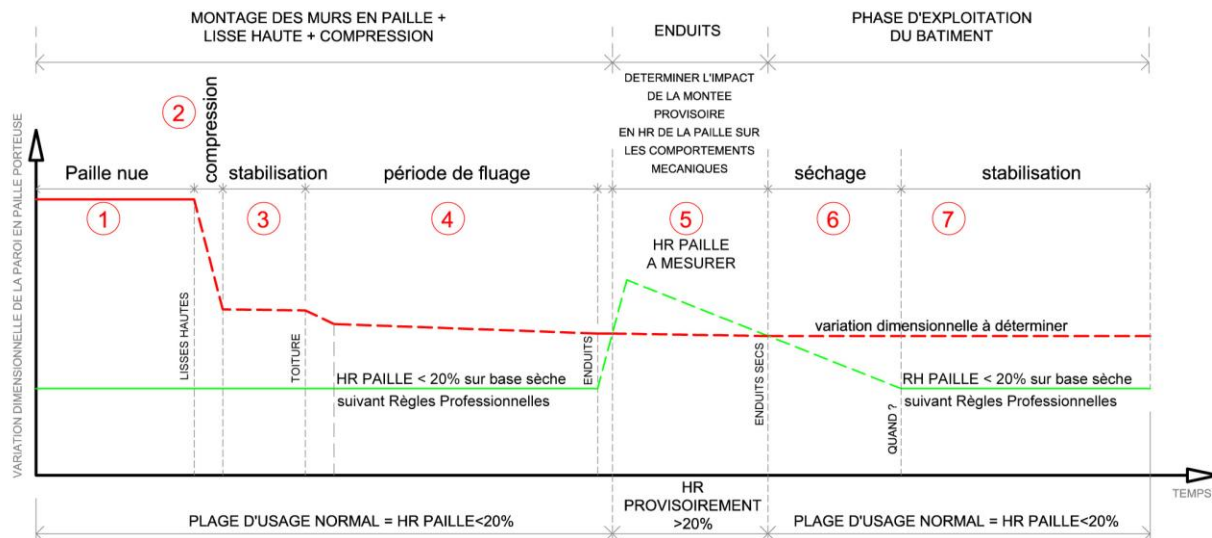 MONTAGE DES MURS EN PAILLE +
LISSE HAUTE + COMPRESSION
ENDUITS
PHASE D'EXPLOITATION
DU BATIMENT
DETERMINER L'IMPACT
DE LA MONTEE
PROVISOIRE
EN HR DE LA PAILLE SUR
LES COMPORTEMENTS
MECANIQUES
2
compression
Paille nue
stabilisation
période de fluage
séchage
stabilisation
1
3
4
5
6
7
HR PAILLE
A MESURER
VARIATION DIMENSIONNELLE DE LA PAROI EN PAILLE PORTEUSE
LISSES HAUTES
TOITURE
ENDUITS
ENDUITS SECS
QUAND ?
variation dimensionnelle à déterminer
HR PAILLE < 20% sur base sèche
suivant Règles Professionnelles
RH PAILLE < 20% sur base sèche
suivant Règles Professionnelles
TEMPS
PLAGE D'USAGE NORMAL = HR PAILLE<20%
HR
PROVISOIREMENT
>20%
PLAGE D'USAGE NORMAL = HR PAILLE<20%